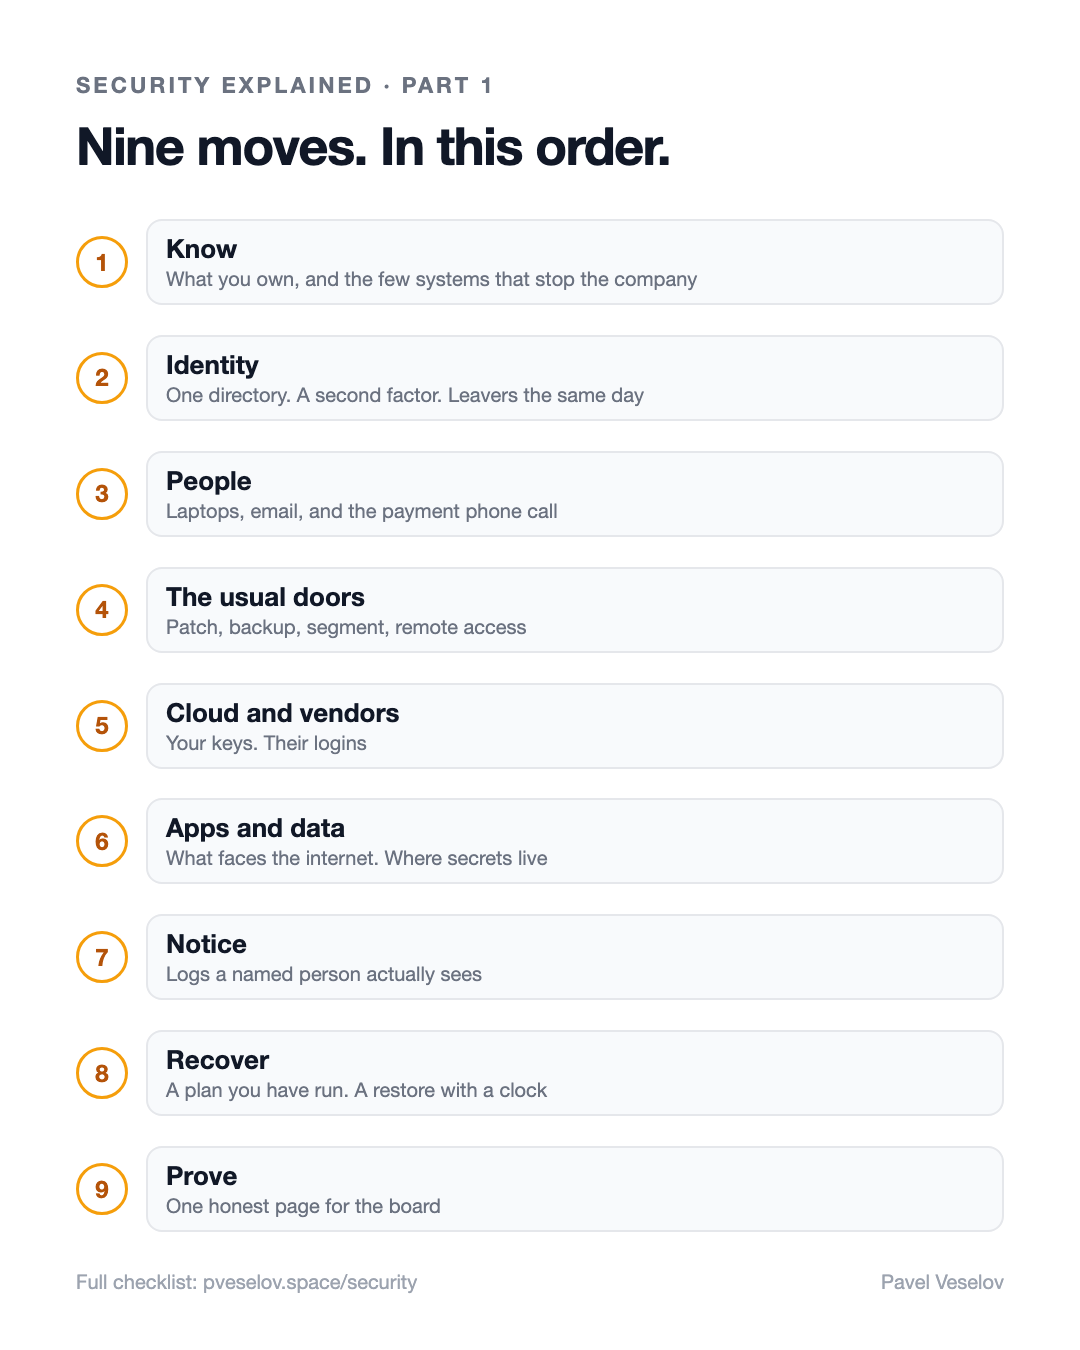 SECURITY EXPLAINED · PART 1
Nine moves. In this order.
1
Know
What you own, and the few systems that stop the company
2
Identity
One directory. A second factor. Leavers the same day
3
People
Laptops, email, and the payment phone call
4
The usual doors
Patch, backup, segment, remote access
5
Cloud and vendors
Your keys. Their logins
6
Apps and data
What faces the internet. Where secrets live
7
Notice
Logs a named person actually sees
8
Recover
A plan you have run. A restore with a clock
9
Prove
One honest page for the board
Full checklist: pveselov.space/security
Pavel Veselov